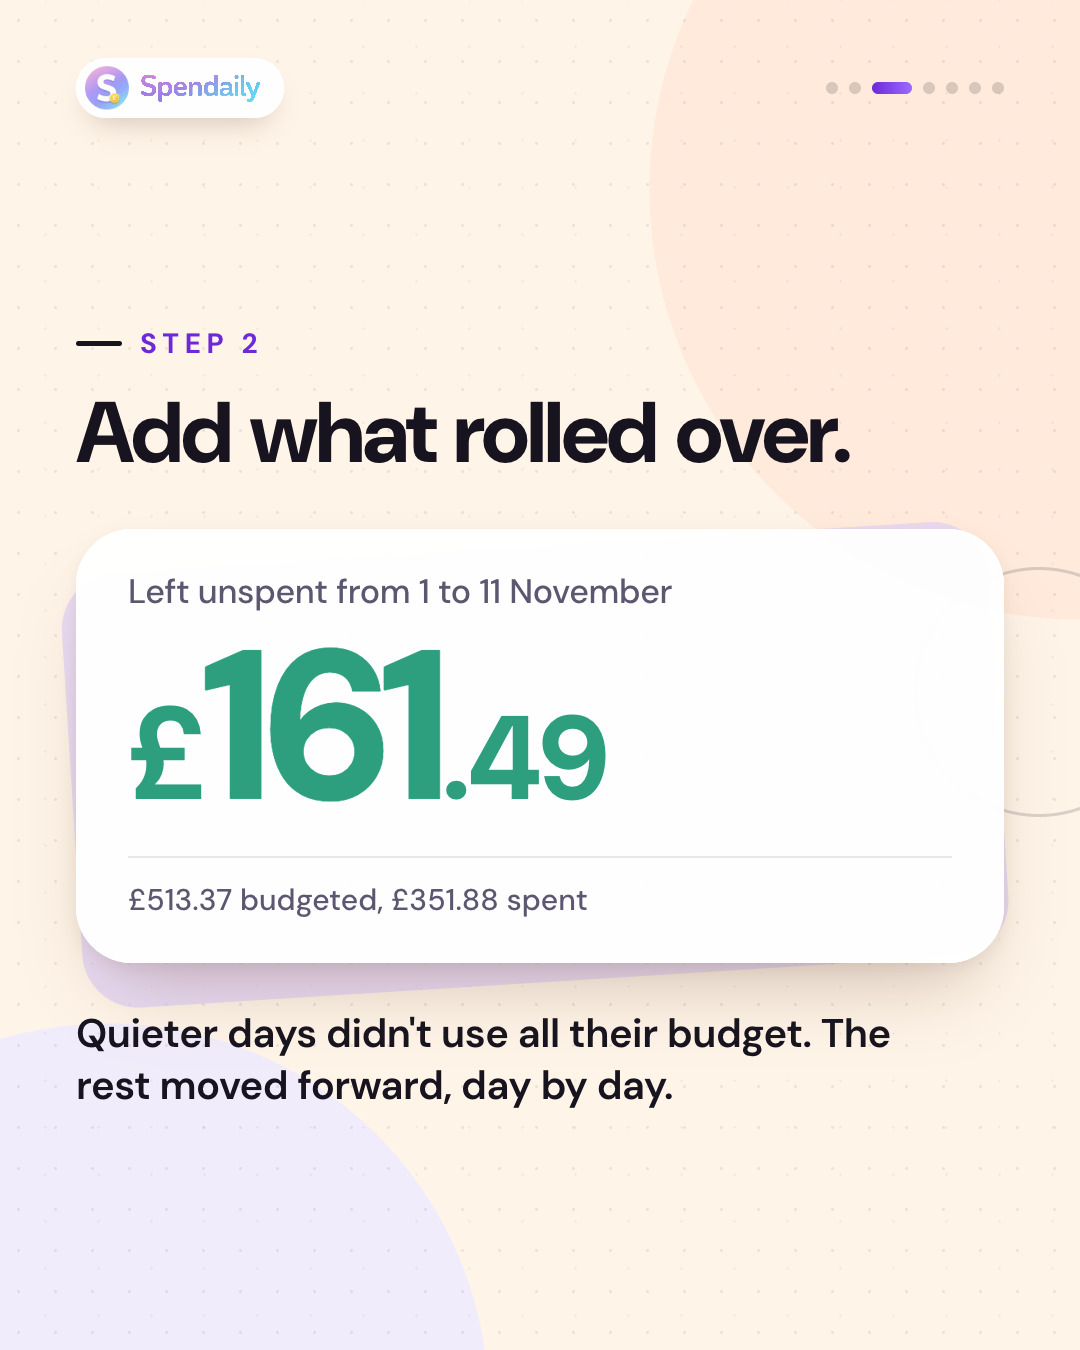 Spendaily
STEP 2
Add what rolled over.
Left unspent from 1 to 11 November
£161.49
£513.37 budgeted, £351.88 spent
Quieter days didn't use all their budget. The
rest moved forward, day by day.